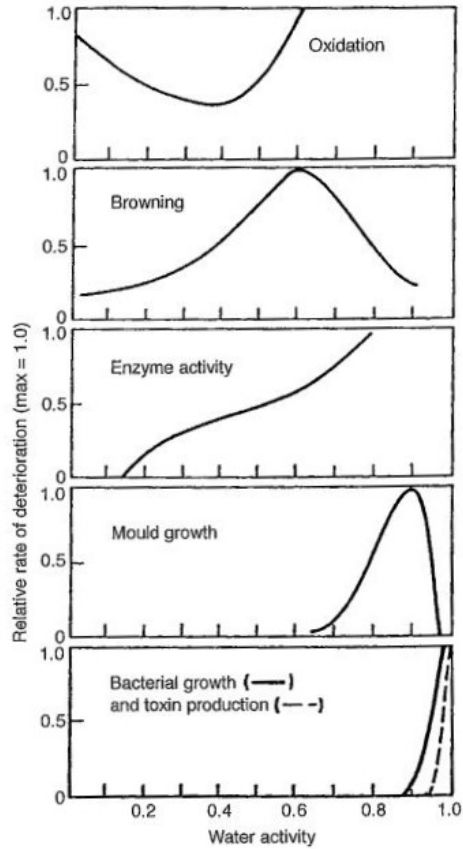 Relative rate of deterioration (max = 1.0)
1.0
Oxidation
0.5
0
1.0
Browning
0.5
0
1.0
Enzyme activity
0.5
0
1.0
Mould growth
0.5
0
1.0
Bacterial growth (—)
and toxin production (— –)
0.5
0
0.2 0.4 0.6 0.8 1.0
Water activity